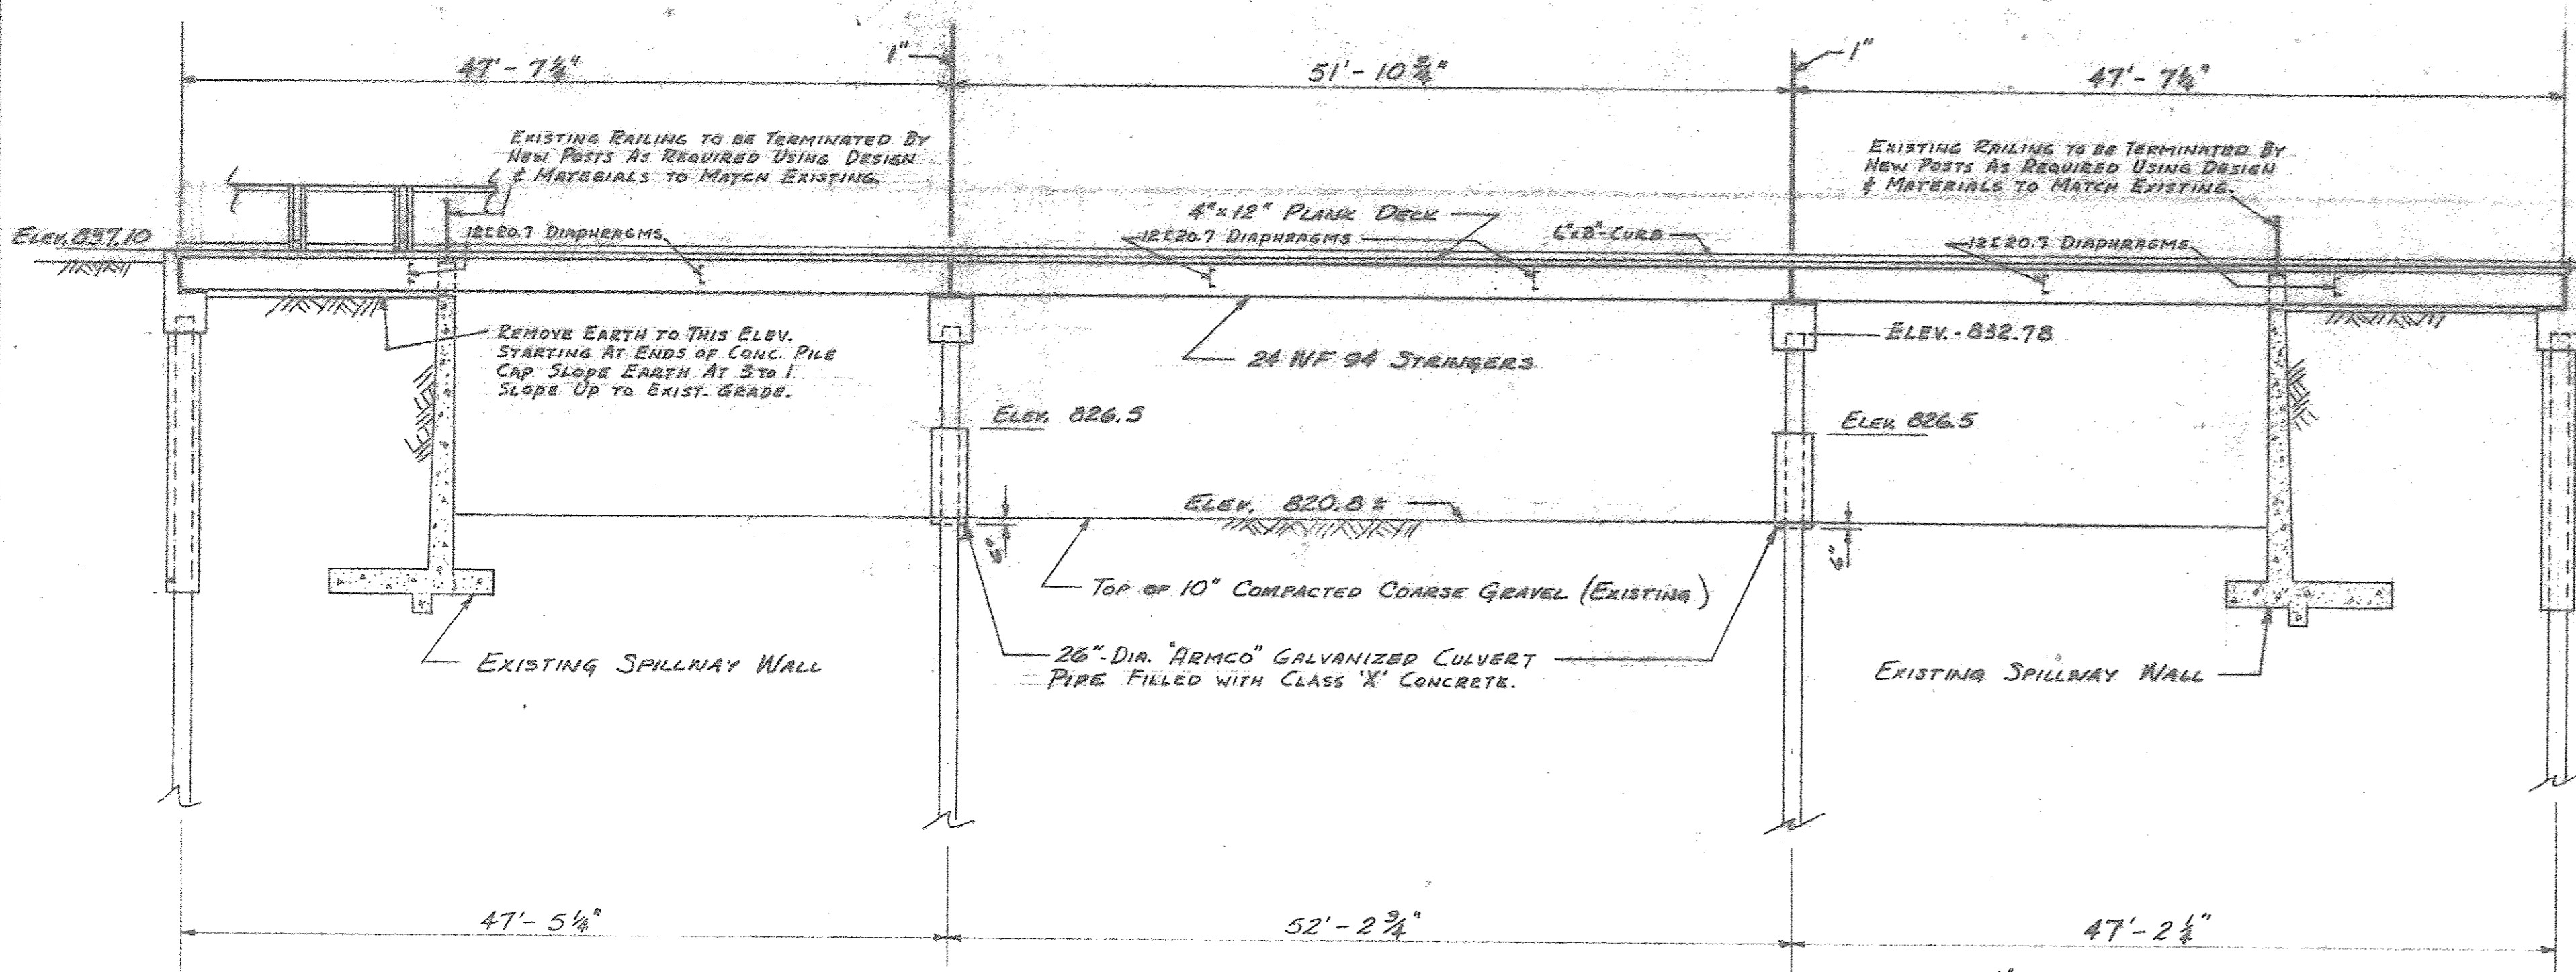 47'- 7¼"
1"
51'- 10¾"
1"
47'- 7¼"
EXISTING RAILING TO BE TERMINATED BY
NEW POSTS AS REQUIRED USING DESIGN
& MATERIALS TO MATCH EXISTING.
EXISTING RAILING TO BE TERMINATED BY
NEW POSTS AS REQUIRED USING DESIGN
& MATERIALS TO MATCH EXISTING.
ELEV. 837.10
12[20.7 DIAPHRAGMS
4"x12" PLANK DECK
12[20.7 DIAPHRAGMS
6"x8"-CURB
12[20.7 DIAPHRAGMS
REMOVE EARTH TO THIS ELEV.
STARTING AT ENDS OF CONC. PILE
CAP SLOPE EARTH AT 3 TO 1
SLOPE UP TO EXIST. GRADE.
24 WF 94 STRINGERS
ELEV.- 832.78
ELEV. 826.5
ELEV. 826.5
ELEV. 820.8±
6"
6"
TOP OF 10" COMPACTED COARSE GRAVEL (EXISTING)
EXISTING SPILLWAY WALL
26"-DIA. "ARMCO" GALVANIZED CULVERT
PIPE FILLED WITH CLASS 'X' CONCRETE.
EXISTING SPILLWAY WALL
47'- 5¼"
52'- 2¾"
47'- 2¼"